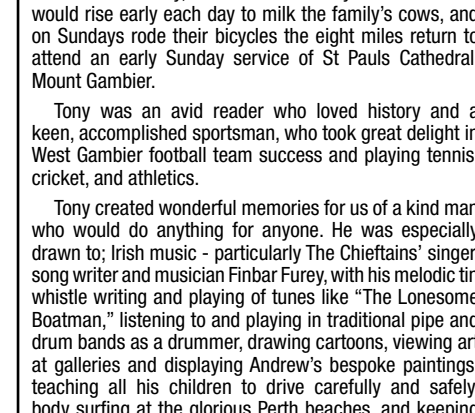 would rise early each day to milk the family's cows, and
on Sundays rode their bicycles the eight miles return to
attend an early Sunday service of St Pauls Cathedral
Mount Gambier.
Tony was an avid reader who loved history and a
keen, accomplished sportsman, who took great delight in
West Gambier football team success and playing tennis
cricket, and athletics.
Tony created wonderful memories for us of a kind man
who would do anything for anyone. He was especially
drawn to; Irish music - particularly The Chieftains' singer
song writer and musician Finbar Furey, with his melodic tin
whistle writing and playing of tunes like “The Lonesome
Boatman,” listening to and playing in traditional pipe and
drum bands as a drummer, drawing cartoons, viewing art
at galleries and displaying Andrew's bespoke paintings
teaching all his children to drive carefully and safely
body surfing at the glorious Perth beaches, and keeping